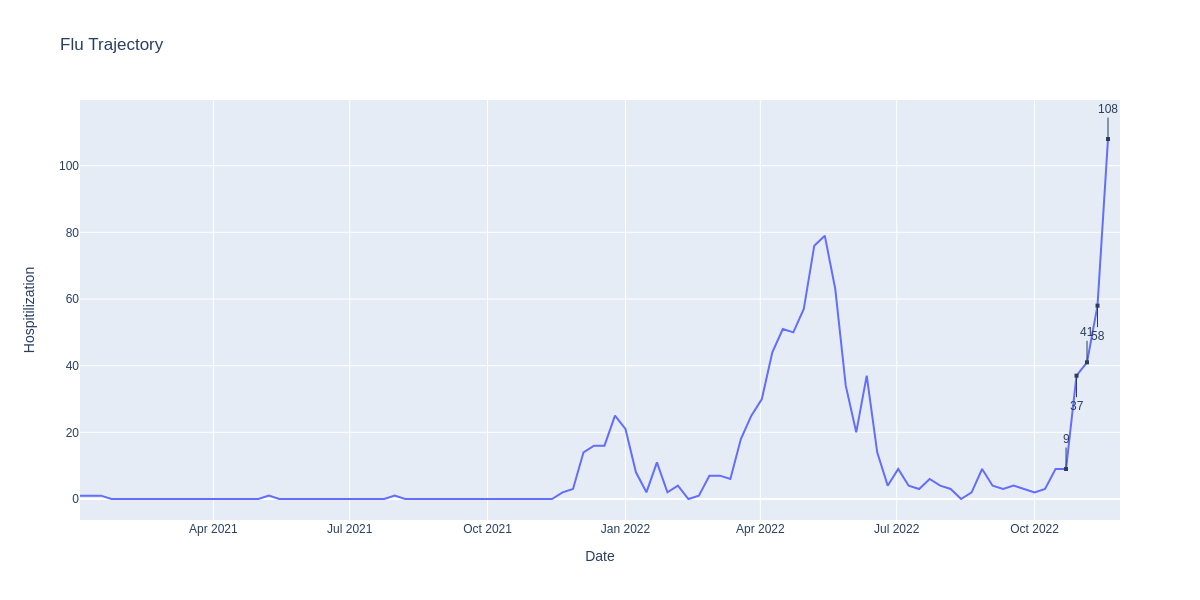 Flu Trajectory
108
100
80
60
41
58
40
37
20
9
0
Hospitilization
Apr 2021
Jul 2021
Oct 2021
Jan 2022
Apr 2022
Jul 2022
Oct 2022
Date